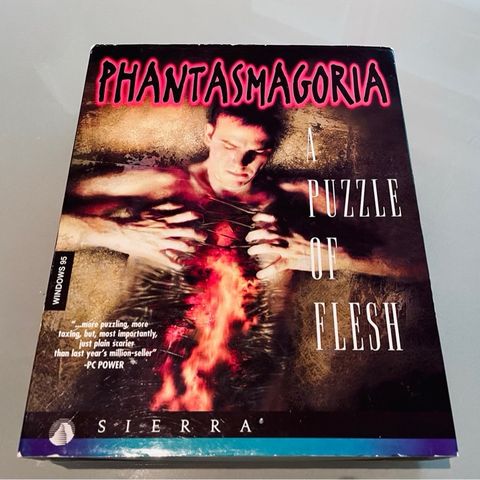 PHANTASMAGORIA
A
PUZZLE
OF
FLESH
WINDOWS 95
"...more puzzling, more
taxing, but, most importantly,
just plain scarier
than last year's million-seller"
-PC POWER
SIERRA®